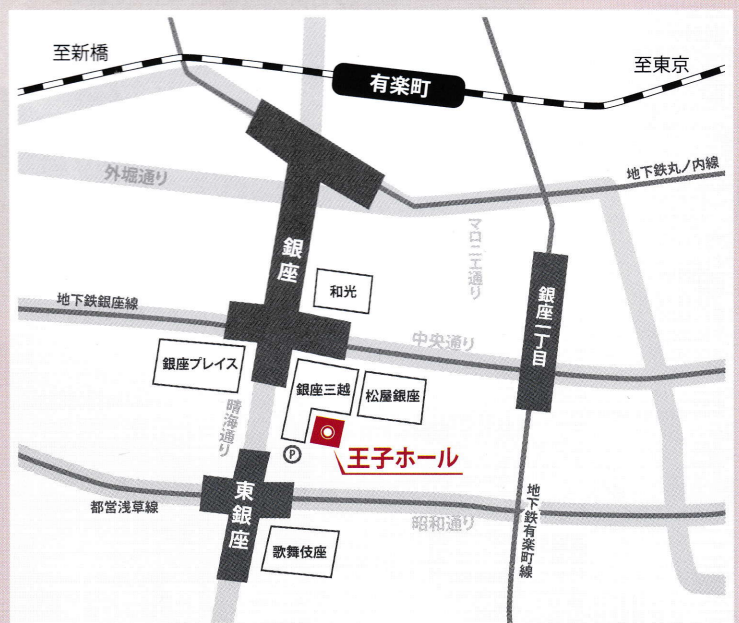 至新橋
至東京
有楽町
外堀通り
地下鉄丸ノ内線
マロニエ通り
銀座
和光
銀座一丁目
地下鉄銀座線
中央通り
銀座プレイス
銀座三越
松屋銀座
晴海通り
P
王子ホール
東銀座
都営浅草線
昭和通り
地下鉄有楽町線
歌舞伎座